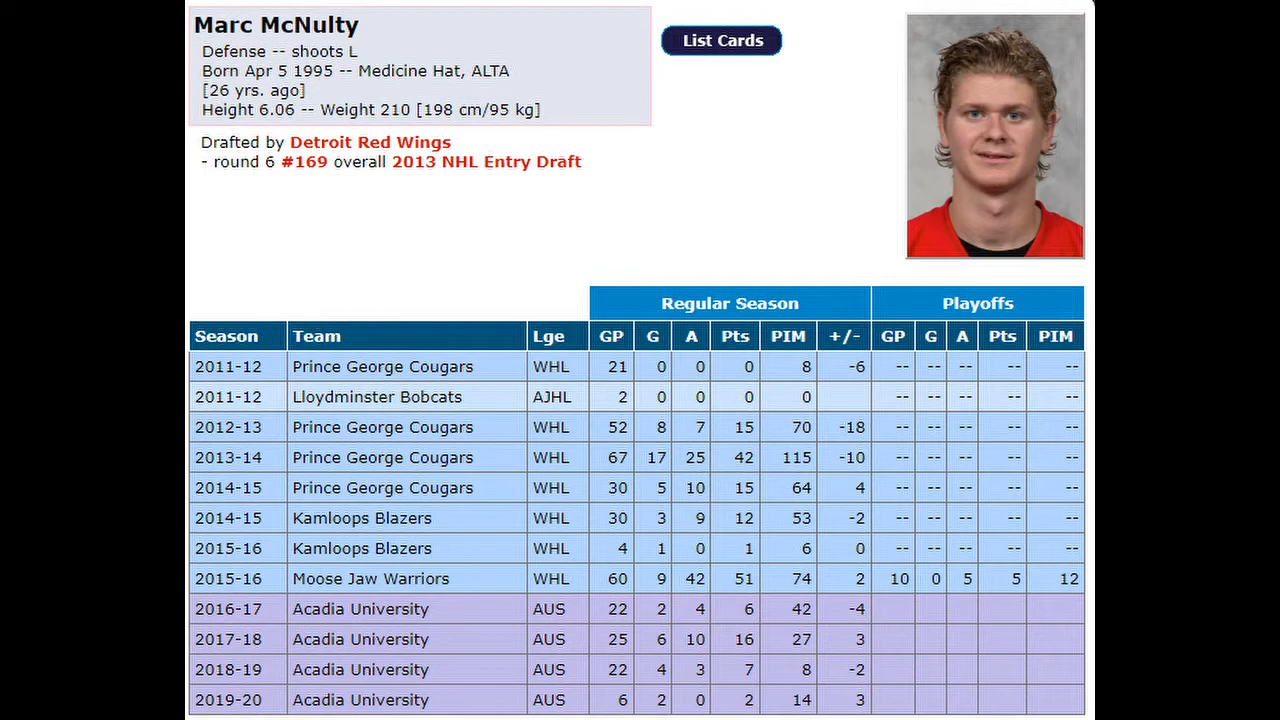 Marc McNulty
Defense -- shoots L
Born Apr 5 1995 -- Medicine Hat, ALTA
[26 yrs. ago]
Height 6.06 -- Weight 210 [198 cm/95 kg]
List Cards
Drafted by Detroit Red Wings
- round 6 #169 overall 2013 NHL Entry Draft
Regular Season Playoffs
Season Team Lge GP G A Pts PIM +/- GP G A Pts PIM
2011-12 Prince George Cougars WHL 21 0 0 0 8 -6 -- -- -- -- --
2011-12 Lloydminster Bobcats AJHL 2 0 0 0 0 -- -- -- -- --
2012-13 Prince George Cougars WHL 52 8 7 15 70 -18 -- -- -- -- --
2013-14 Prince George Cougars WHL 67 17 25 42 115 -10 -- -- -- -- --
2014-15 Prince George Cougars WHL 30 5 10 15 64 4 -- -- -- -- --
2014-15 Kamloops Blazers WHL 30 3 9 12 53 -2 -- -- -- -- --
2015-16 Kamloops Blazers WHL 4 1 0 1 6 0 -- -- -- -- --
2015-16 Moose Jaw Warriors WHL 60 9 42 51 74 2 10 0 5 5 12
2016-17 Acadia University AUS 22 2 4 6 42 -4
2017-18 Acadia University AUS 25 6 10 16 27 3
2018-19 Acadia University AUS 22 4 3 7 8 -2
2019-20 Acadia University AUS 6 2 0 2 14 3